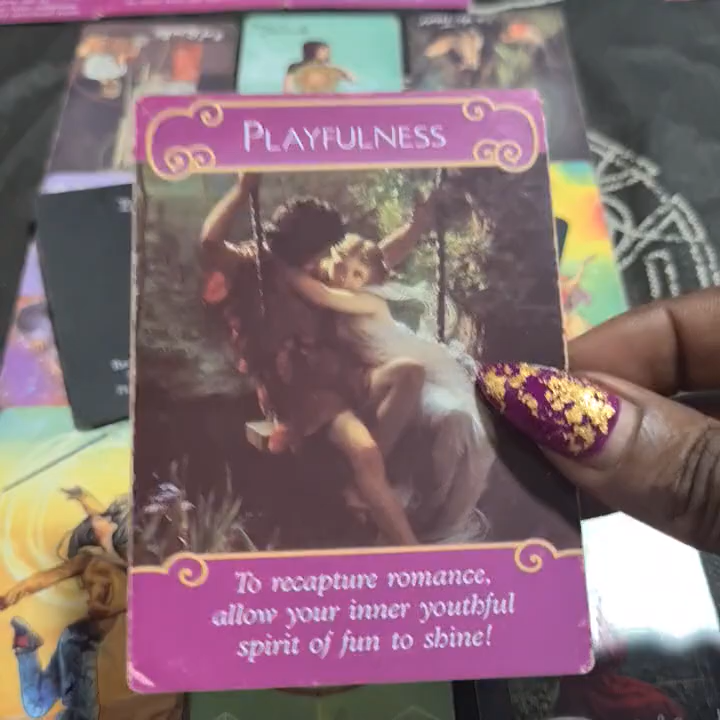 PLAYFULNESS
To recapture romance,
allow your inner youthful
spirit of fun to shine!